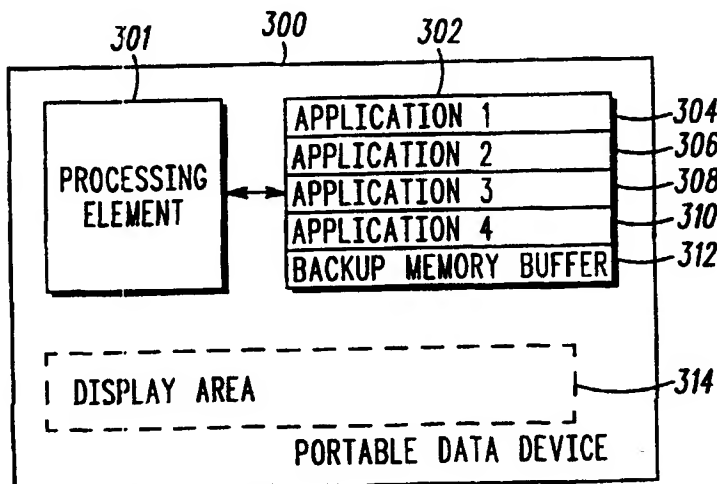 301
300
302
APPLICATION 1
304
APPLICATION 2
306
PROCESSING
ELEMENT
APPLICATION 3
308
APPLICATION 4
310
BACKUP MEMORY BUFFER
312
DISPLAY AREA
314
PORTABLE DATA DEVICE